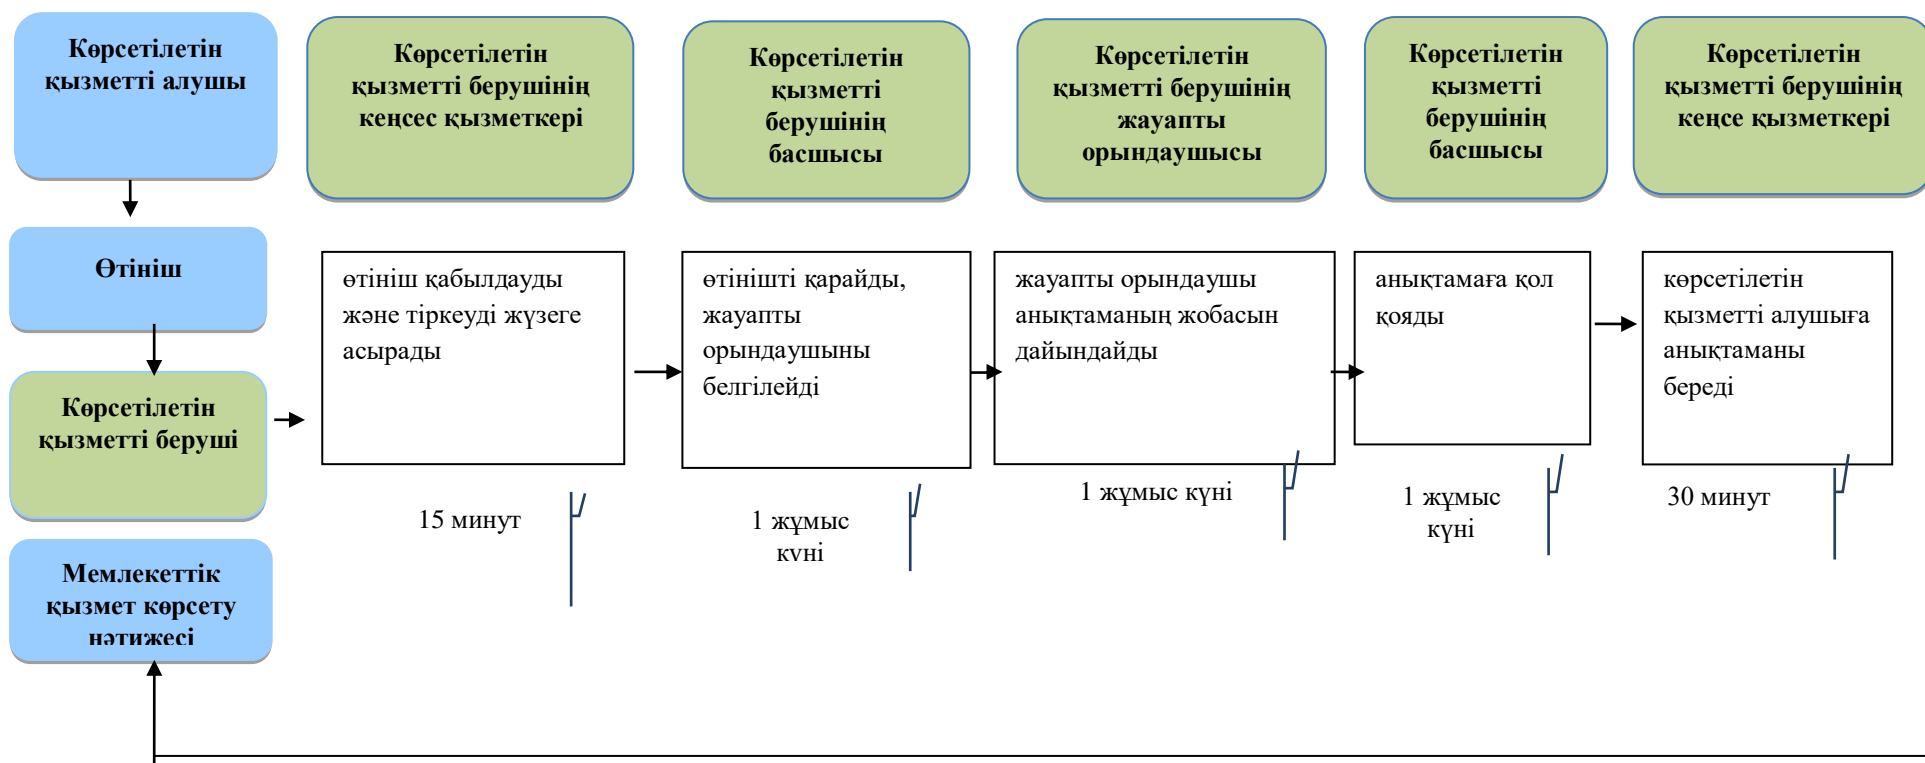 Көрсетілетін
қызметті алушы
Көрсетілетін
қызметті берушінің
кеңсес қызметкері
Көрсетілетін
қызметті
берушінің
басшысы
Көрсетілетін
қызметті берушінің
жауапты
орындаушысы
Көрсетілетін
қызметті
берушінің
басшысы
Көрсетілетін
қызметті берушінің
кеңсе қызметкері
Өтініш
өтініш қабылдауды
және тіркеуді жүзеге
асырады
өтінішті қарайды,
жауапты
орындаушыны
белгілейді
жауапты орындаушы
анықтаманың жобасын
дайындайды
анықтамаға қол
қояды
көрсетілетін
қызметті алушыға
анықтаманы
береді
Көрсетілетін
қызметті беруші
15 минут
1 жұмыс
күні
1 жұмыс күні
1 жұмыс
күні
30 минут
Мемлекеттік
қызмет көрсету
нәтижесі